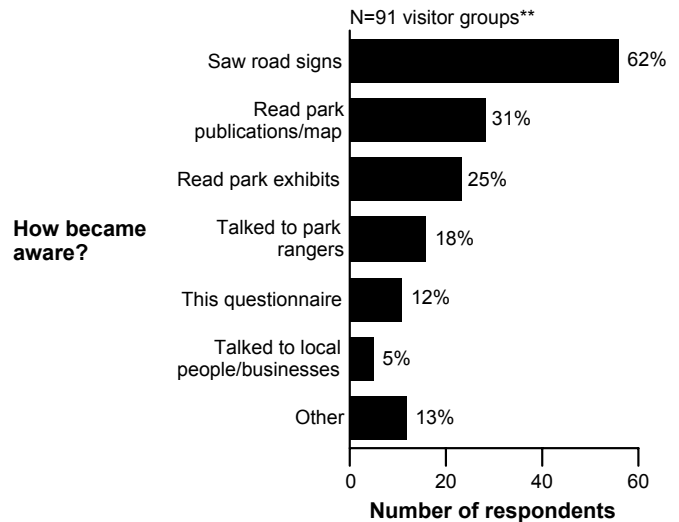 N=91 visitor groups**
Saw road signs
62%
Read park
publications/map
31%
Read park exhibits
25%
How became
aware?
Talked to park
rangers
18%
This questionnaire
12%
Talked to local
people/businesses
5%
Other
13%
0 20 40 60
Number of respondents